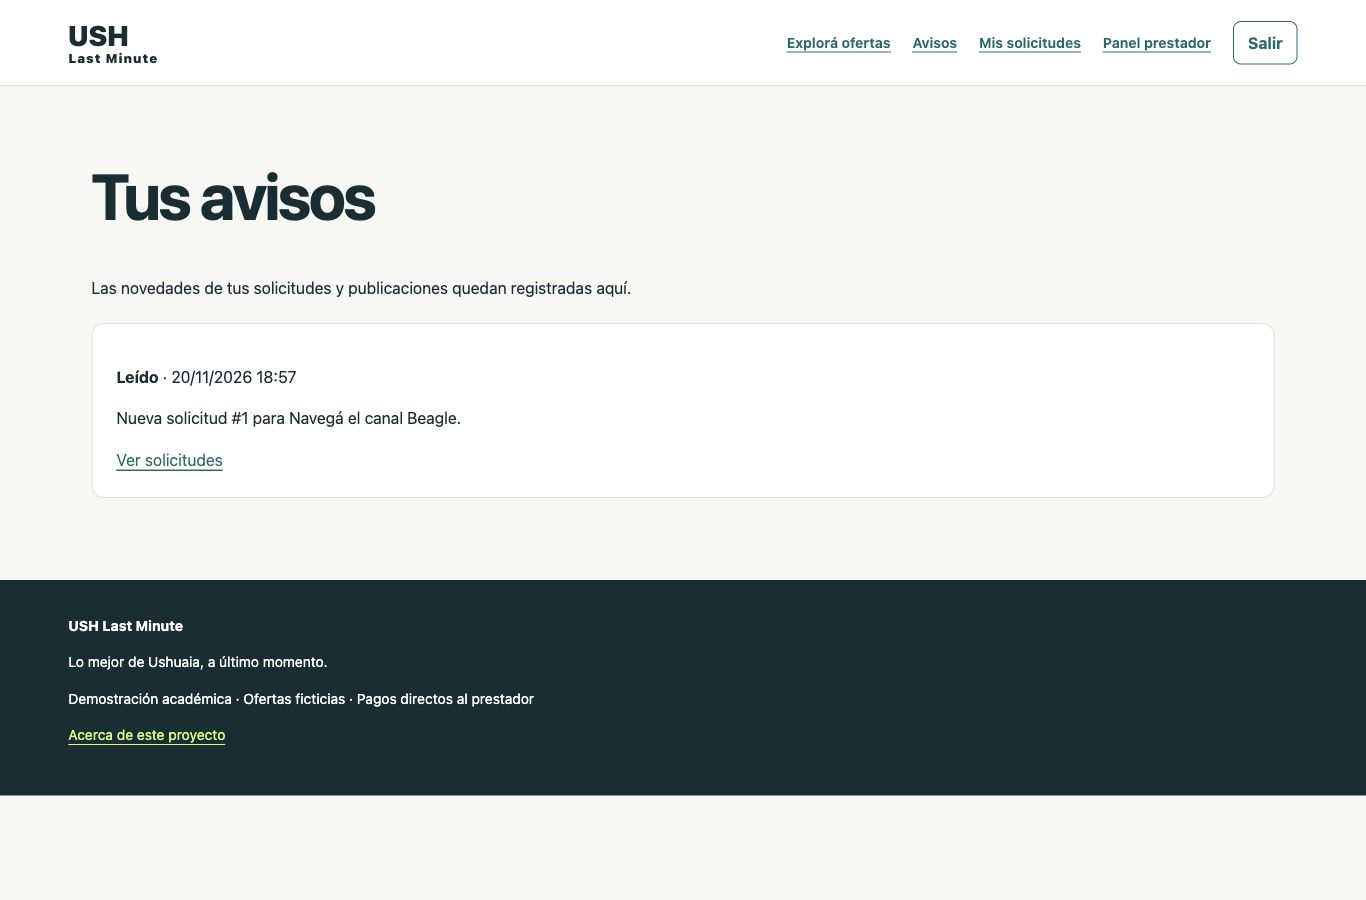 USH
Last Minute
Explorá ofertas
Avisos
Mis solicitudes
Panel prestador
Salir
Tus avisos
Las novedades de tus solicitudes y publicaciones quedan registradas aquí.
Leído · 20/11/2026 18:57
Nueva solicitud #1 para Navegá el canal Beagle.
Ver solicitudes
USH Last Minute
Lo mejor de Ushuaia, a último momento.
Demostración académica · Ofertas ficticias · Pagos directos al prestador
Acerca de este proyecto